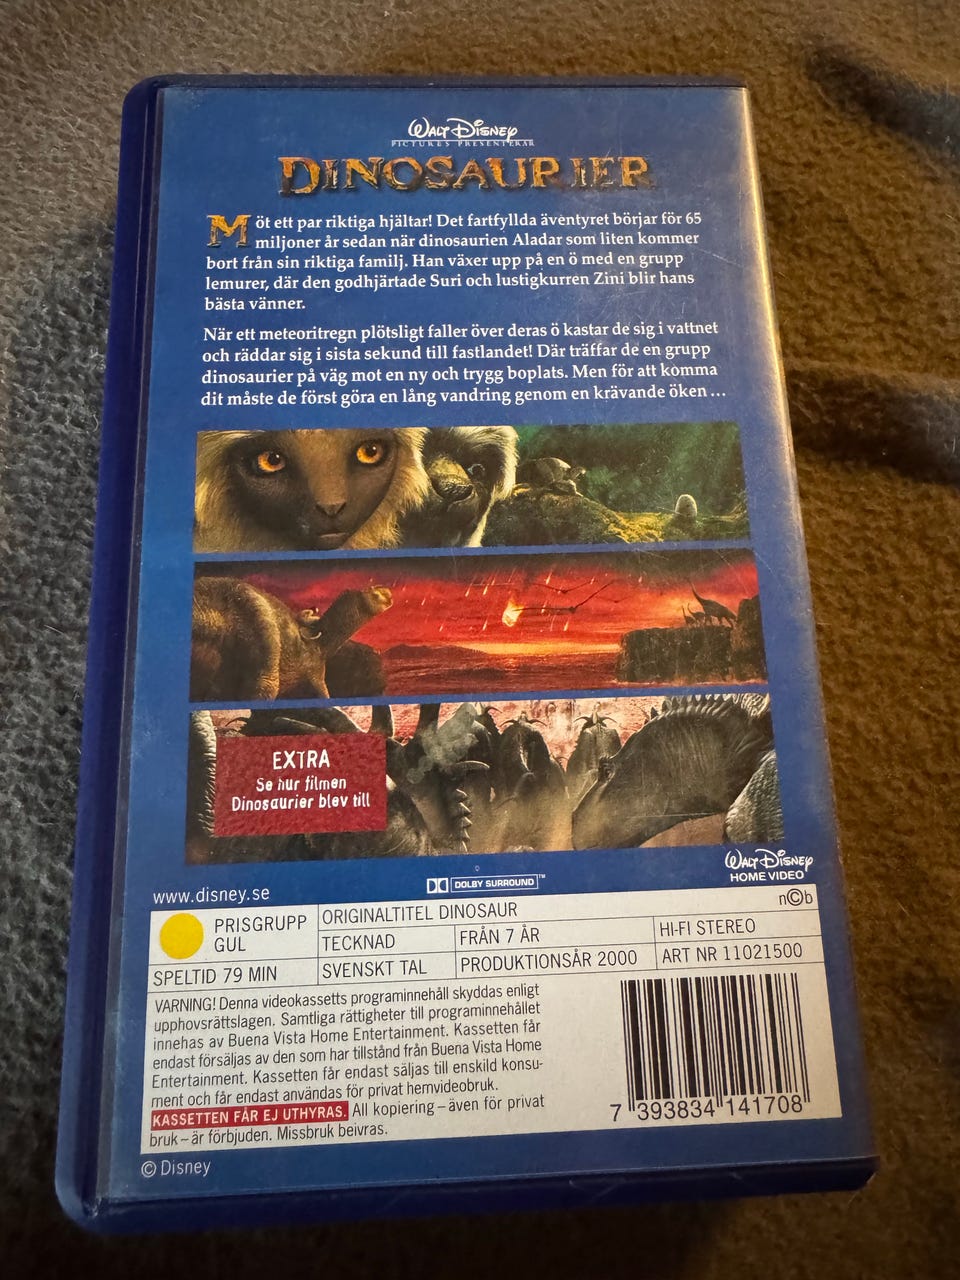 WALT DISNEY
PICTURES PRESENTERAR
DINOSAURIER
Möt ett par riktiga hjältar! Det fartfyllda äventyret börjar för 65
miljoner år sedan när dinosaurien Aladar som liten kommer
bort från sin riktiga familj. Han växer upp på en ö med en grupp
lemurer, där den godhjärtade Suri och lustigkurren Zini blir hans
bästa vänner.
När ett meteoritregn plötsligt faller över deras ö kastar de sig i vattnet
och räddar sig i sista sekund till fastlandet! Där träffar de en grupp
dinosaurier på väg mot en ny och trygg boplats. Men för att komma
dit måste de först göra en lång vandring genom en krävande öken...
EXTRA
Se hur filmen
Dinosaurier blev till
WALT DISNEY
HOME VIDEO
www.disney.se
DOLBY SURROUND™
n©b
PRISGRUPP
GUL
ORIGINALTITEL DINOSAUR
TECKNAD
FRÅN 7 ÅR
HI-FI STEREO
SPELTID 79 MIN
SVENSKT TAL
PRODUKTIONSÅR 2000
ART NR 11021500
VARNING! Denna videokassetts programinnehåll skyddas enligt
upphovsrättslagen. Samtliga rättigheter till programinnehållet
innehas av Buena Vista Home Entertainment. Kassetten får
endast försäljas av den som har tillstånd från Buena Vista Home
Entertainment. Kassetten får endast säljas till enskild konsu-
ment och får endast användas för privat hemvideobruk.
KASSETTEN FÅR EJ UTHYRAS. All kopiering – även för privat
bruk – är förbjuden. Missbruk beivras.
7 393834 141708
© Disney